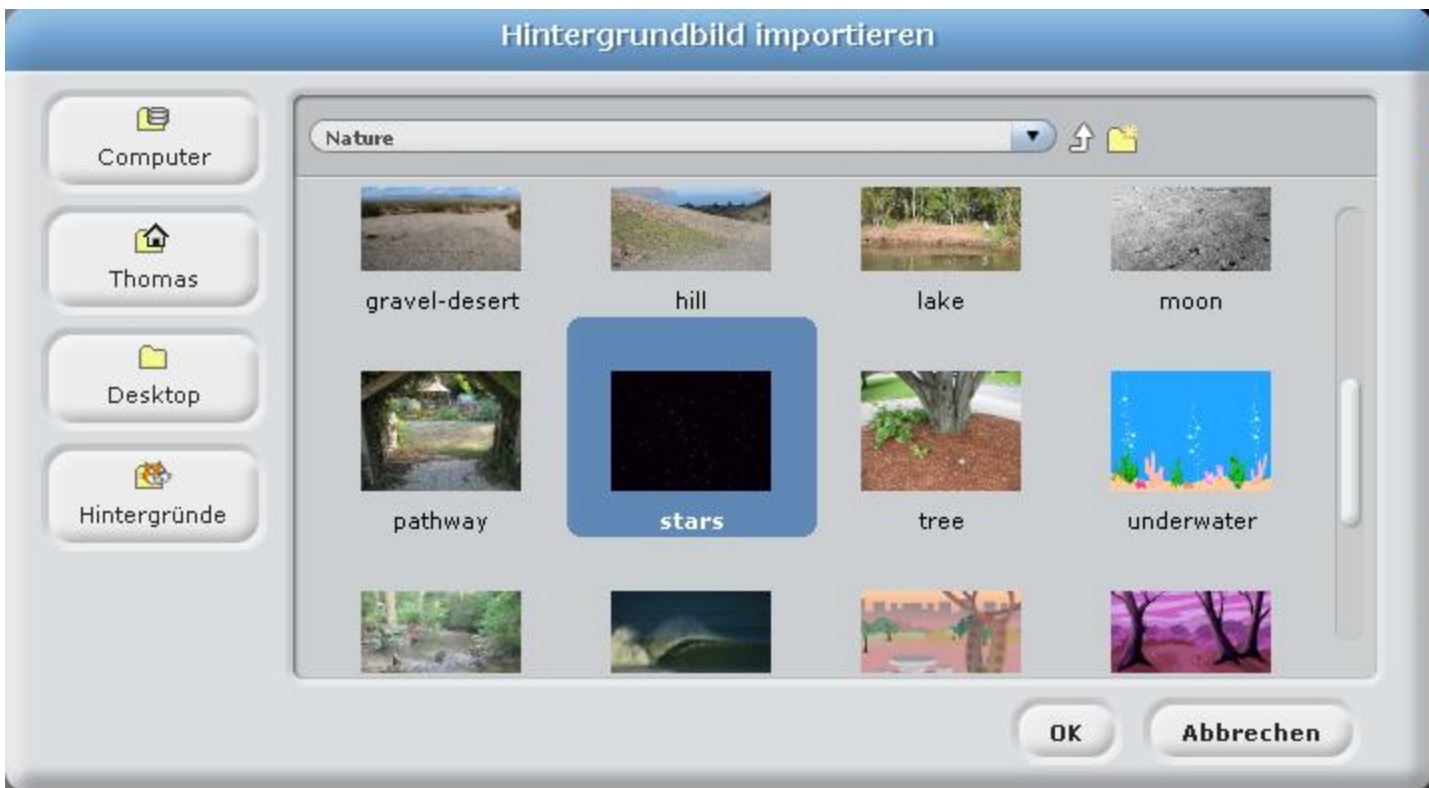 Hintergrundbild importieren
Computer
Thomas
Desktop
Hintergründe
Nature
gravel-desert
hill
lake
moon
pathway
stars
tree
underwater
OK
Abbrechen